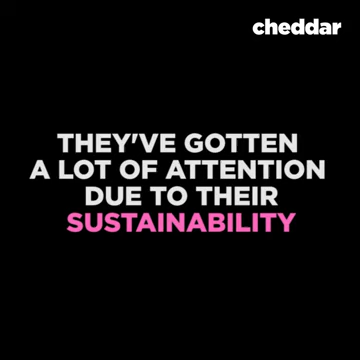 cheddar
THEY'VE GOTTEN
A LOT OF ATTENTION
DUE TO THEIR
SUSTAINABILITY